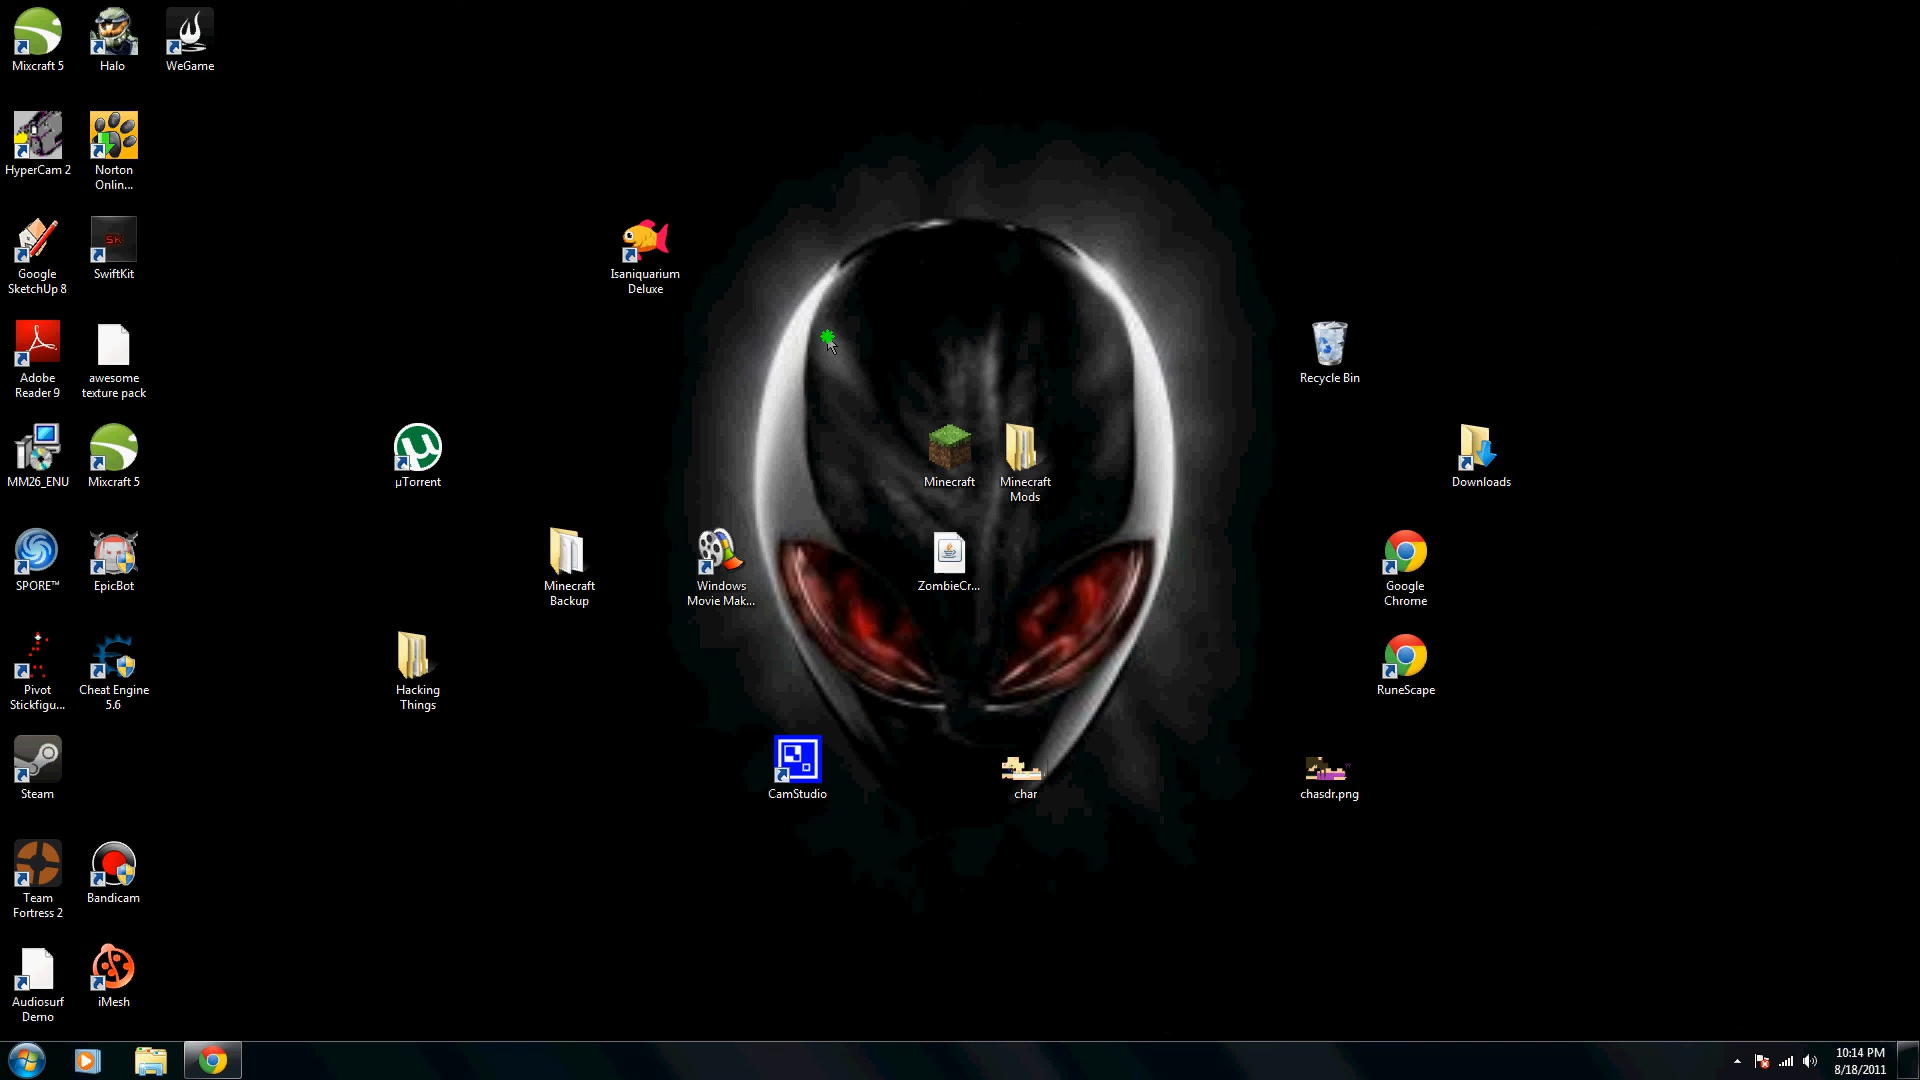 Mixcraft 5
Halo
WeGame
HyperCam 2
Norton
Onlin...
Google
SketchUp 8
SK
SwiftKit
Isaniquarium
Deluxe
Adobe
Reader 9
awesome
texture pack
Recycle Bin
MM26_ENU
Mixcraft 5
µTorrent
Minecraft
Minecraft
Mods
Downloads
SPORE™
EpicBot
Minecraft
Backup
Windows
Movie Mak...
ZombieCr...
Google
Chrome
Pivot
Stickfigu...
Cheat Engine
5.6
Hacking
Things
RuneScape
Steam
CamStudio
char
chasdr.png
Team
Fortress 2
Bandicam
Audiosurf
Demo
iMesh
10:14 PM
8/18/2011